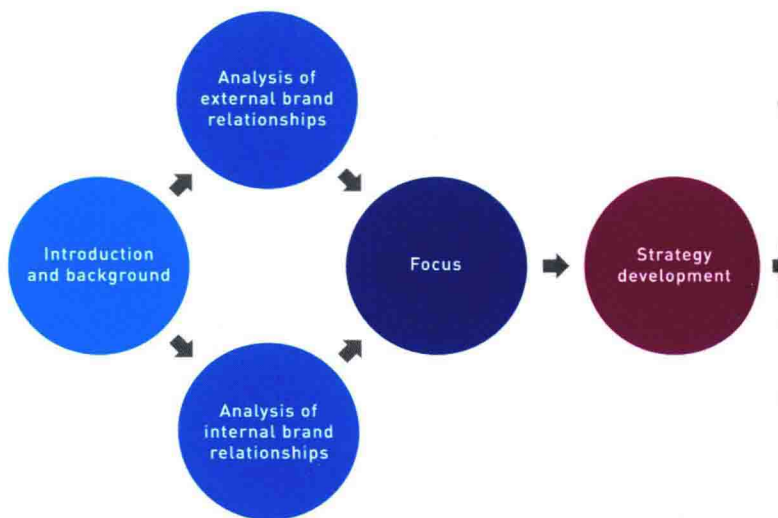 Analysis of
external brand
relationships
Introduction
and background
Focus
Strategy
development
Analysis of
internal brand
relationships